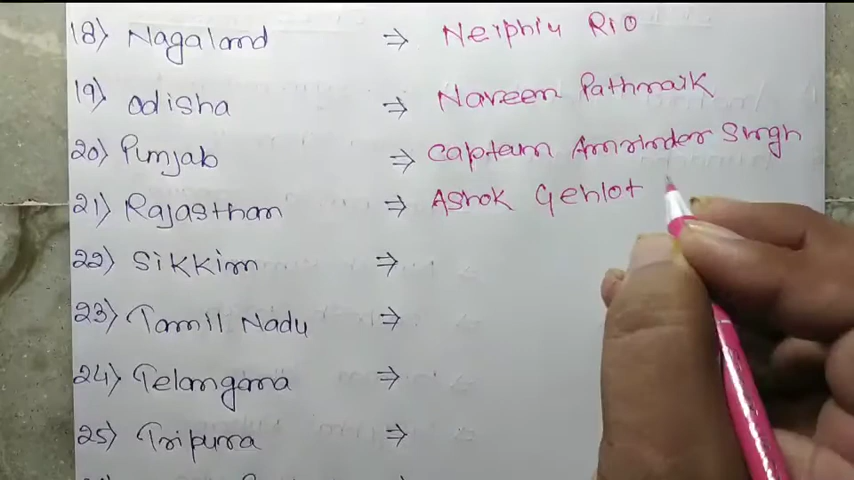 18) Nagaland ⇒ Neiphiu Rio
19) odisha ⇒ Naveen Pathnaik
20) Punjab ⇒ Captain Amrinder Singh
21) Rajasthan ⇒ Ashok Gehlot
22) Sikkim ⇒
23) Tamil Nadu ⇒
24) Telangana ⇒
25) Tripura ⇒